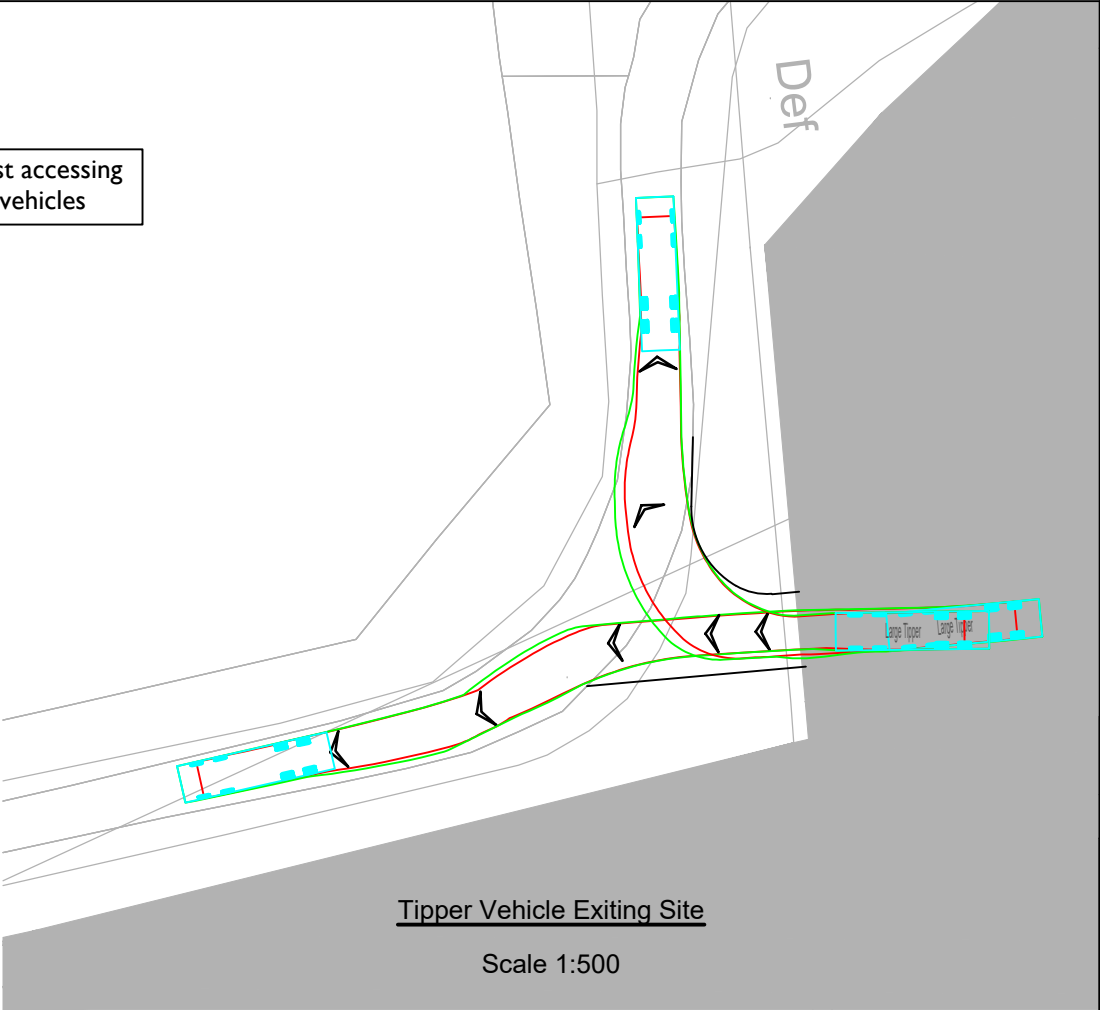 Def
st accessing
vehicles
Large Tipper
Large Tipper
Tipper Vehicle Exiting Site
Scale 1:500